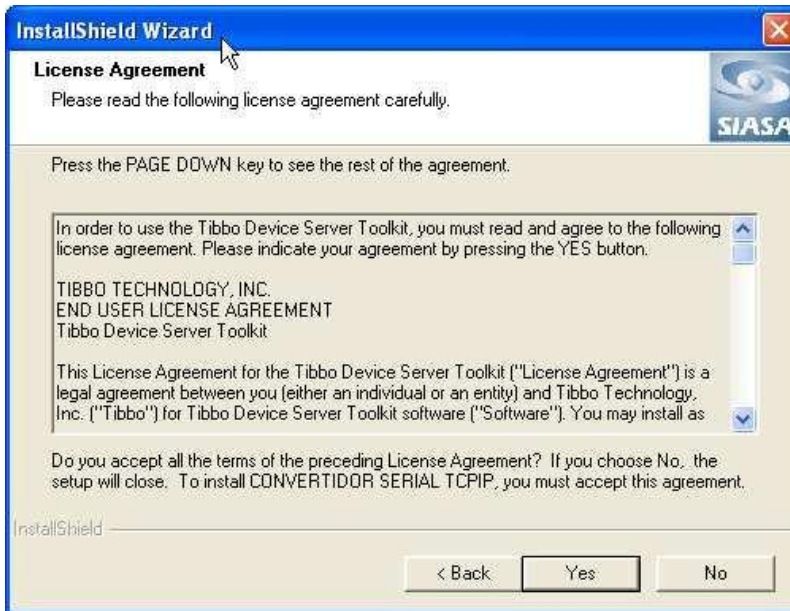 InstallShield Wizard
License Agreement
Please read the following license agreement carefully.
SIASA
Press the PAGE DOWN key to see the rest of the agreement.
In order to use the Tibbo Device Server Toolkit, you must read and agree to the following
license agreement. Please indicate your agreement by pressing the YES button.
TIBBO TECHNOLOGY, INC.
END USER LICENSE AGREEMENT
Tibbo Device Server Toolkit
This License Agreement for the Tibbo Device Server Toolkit ("License Agreement") is a
legal agreement between you (either an individual or an entity) and Tibbo Technology,
Inc. ("Tibbo") for Tibbo Device Server Toolkit software ("Software"). You may install as
Do you accept all the terms of the preceding License Agreement? If you choose No, the
setup will close. To install CONVERTIDOR SERIAL TCPIP, you must accept this agreement.
InstallShield
< Back
Yes
No